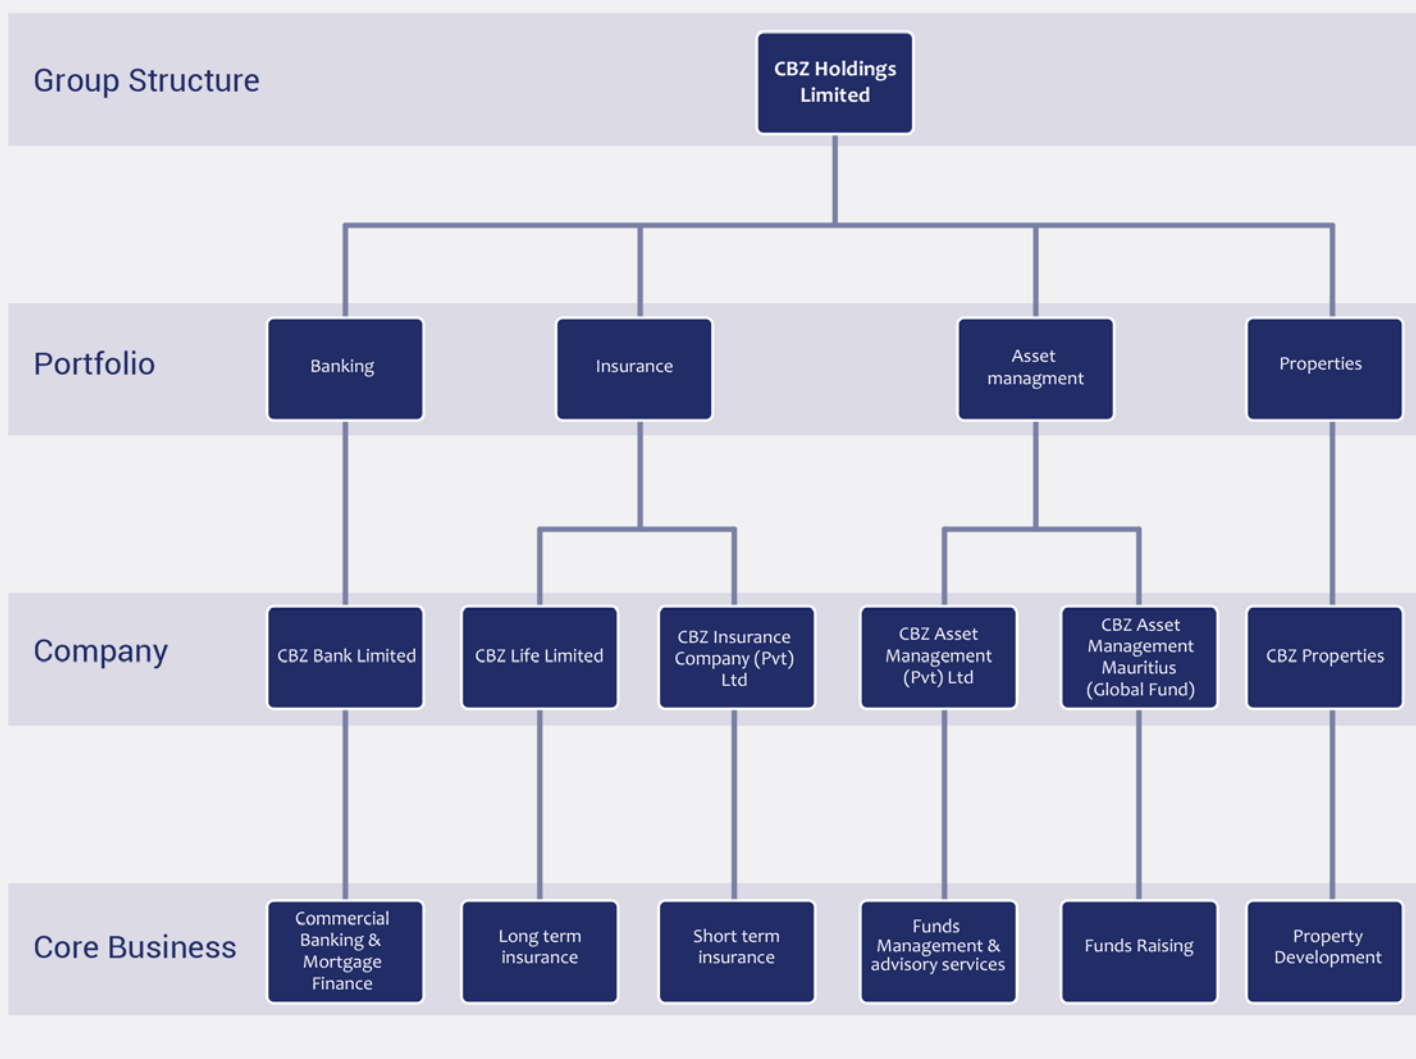 Group Structure
CBZ Holdings
Limited
Portfolio
Banking
Insurance
Asset
managment
Properties
Company
CBZ Bank Limited
CBZ Life Limited
CBZ Insurance
Company (Pvt)
Ltd
CBZ Asset
Management
(Pvt) Ltd
CBZ Asset
Management
Mauritius
(Global Fund)
CBZ Properties
Core Business
Commercial
Banking &
Mortgage
Finance
Long term
insurance
Short term
insurance
Funds
Management &
advisory services
Funds Raising
Property
Development